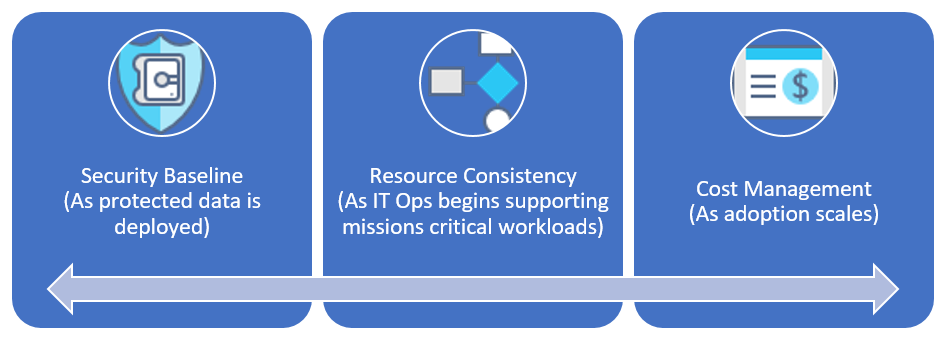 Security Baseline
(As protected data is
deployed)
Resource Consistency
(As IT Ops begins supporting
missions critical workloads)
$
Cost Management
(As adoption scales)